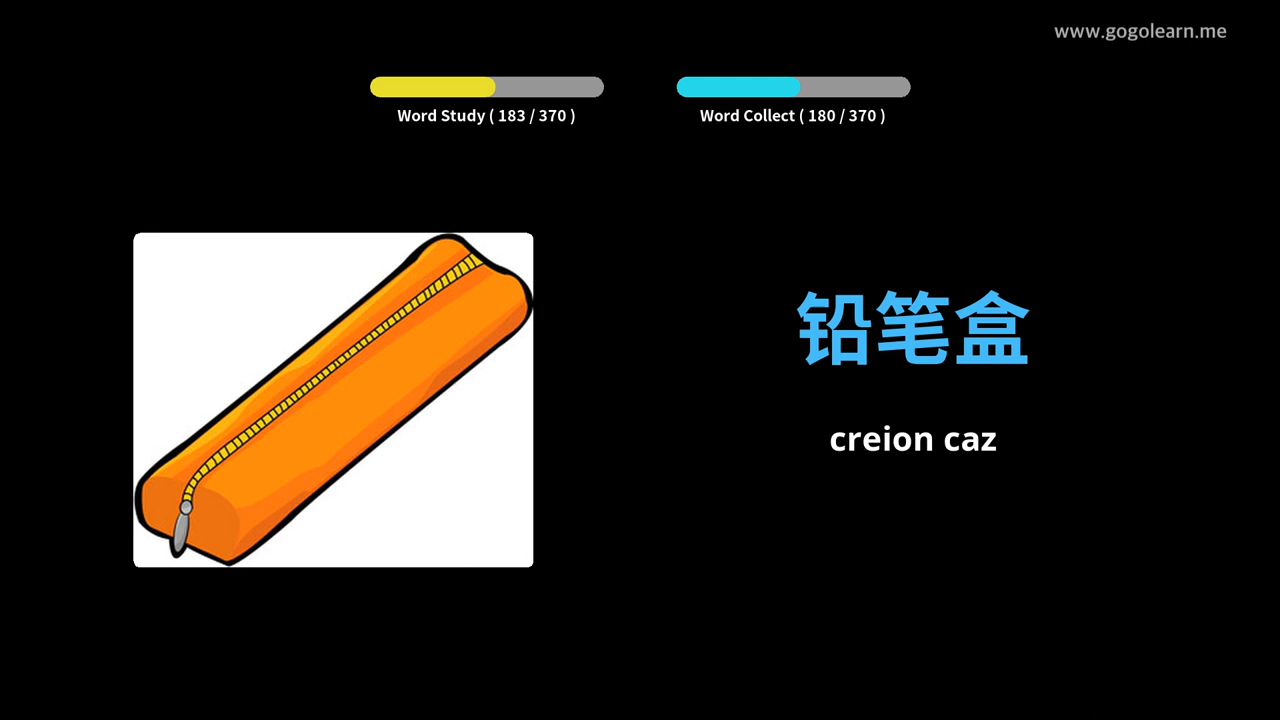 www.gogolearn.me
Word Study ( 183 / 370 )
Word Collect ( 180 / 370 )
铅笔盒
creion caz